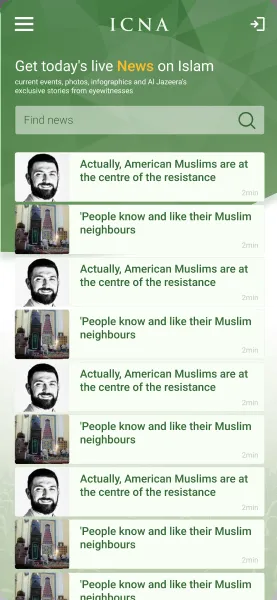 ICNA
Get today's live News on Islam
current events, photos, infographics and Al Jazeera's
exclusive stories from eyewitnesses
Find news
Actually, American Muslims are at
the centre of the resistance
2min
'People know and like their Muslim
neighbours
2min
Actually, American Muslims are at
the centre of the resistance
2min
'People know and like their Muslim
neighbours
2min
Actually, American Muslims are at
the centre of the resistance
2min
'People know and like their Muslim
neighbours
2min
Actually, American Muslims are at
the centre of the resistance
2min
'People know and like their Muslim
neighbours
2min
'People know and like their Muslim
neighbours